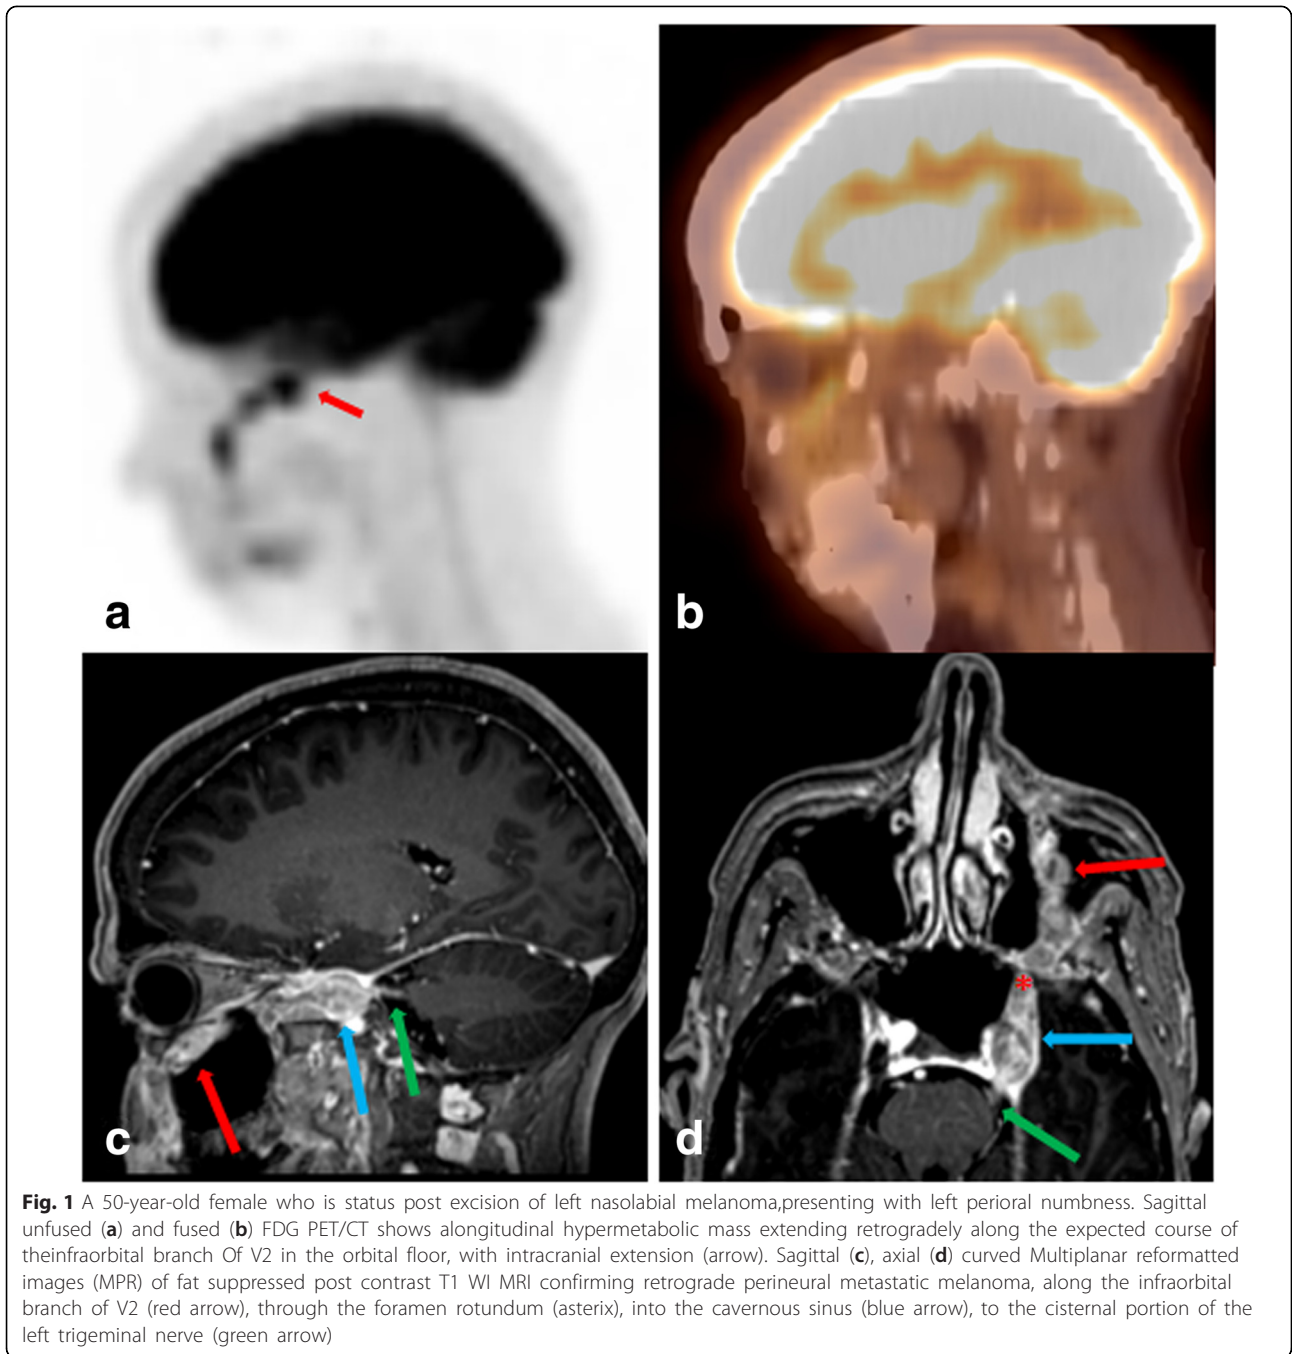 a
b
c
d
*
Fig. 1 A 50-year-old female who is status post excision of left nasolabial melanoma,presenting with left perioral numbness. Sagittal
unfused (a) and fused (b) FDG PET/CT shows alongitudinal hypermetabolic mass extending retrogradely along the expected course of
theinfraorbital branch Of V2 in the orbital floor, with intracranial extension (arrow). Sagittal (c), axial (d) curved Multiplanar reformatted
images (MPR) of fat suppressed post contrast T1 WI MRI confirming retrograde perineural metastatic melanoma, along the infraorbital
branch of V2 (red arrow), through the foramen rotundum (asterix), into the cavernous sinus (blue arrow), to the cisternal portion of the
left trigeminal nerve (green arrow)